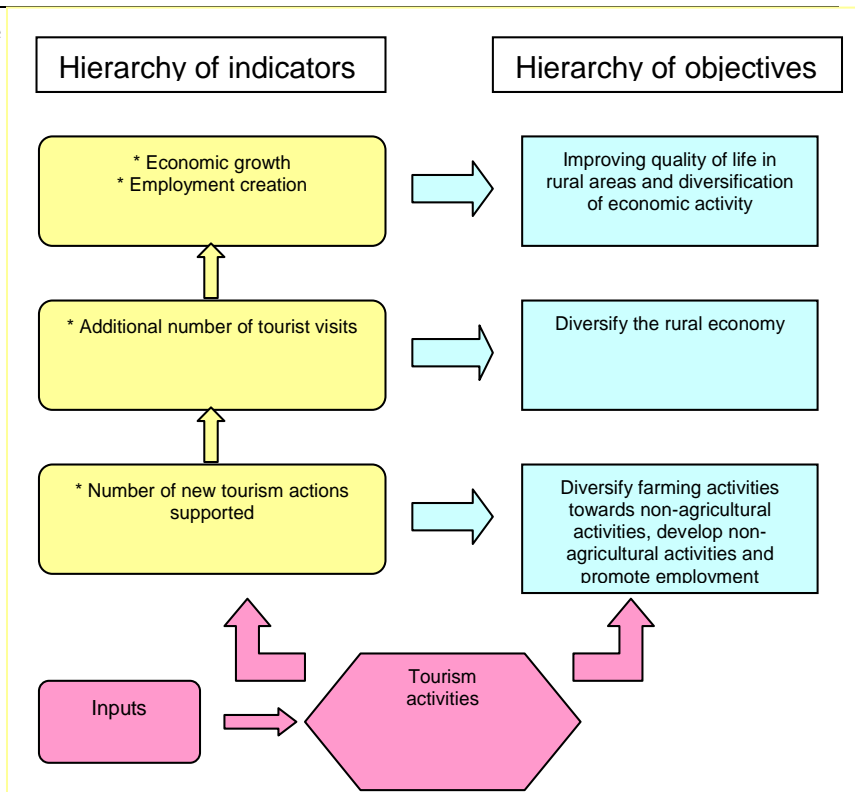 Hierarchy of indicators
Hierarchy of objectives
* Economic growth
* Employment creation
Improving quality of life in
rural areas and diversification
of economic activity
* Additional number of tourist visits
Diversify the rural economy
* Number of new tourism actions
supported
Diversify farming activities
towards non-agricultural
activities, develop non-
agricultural activities and
promote employment
Tourism
activities
Inputs